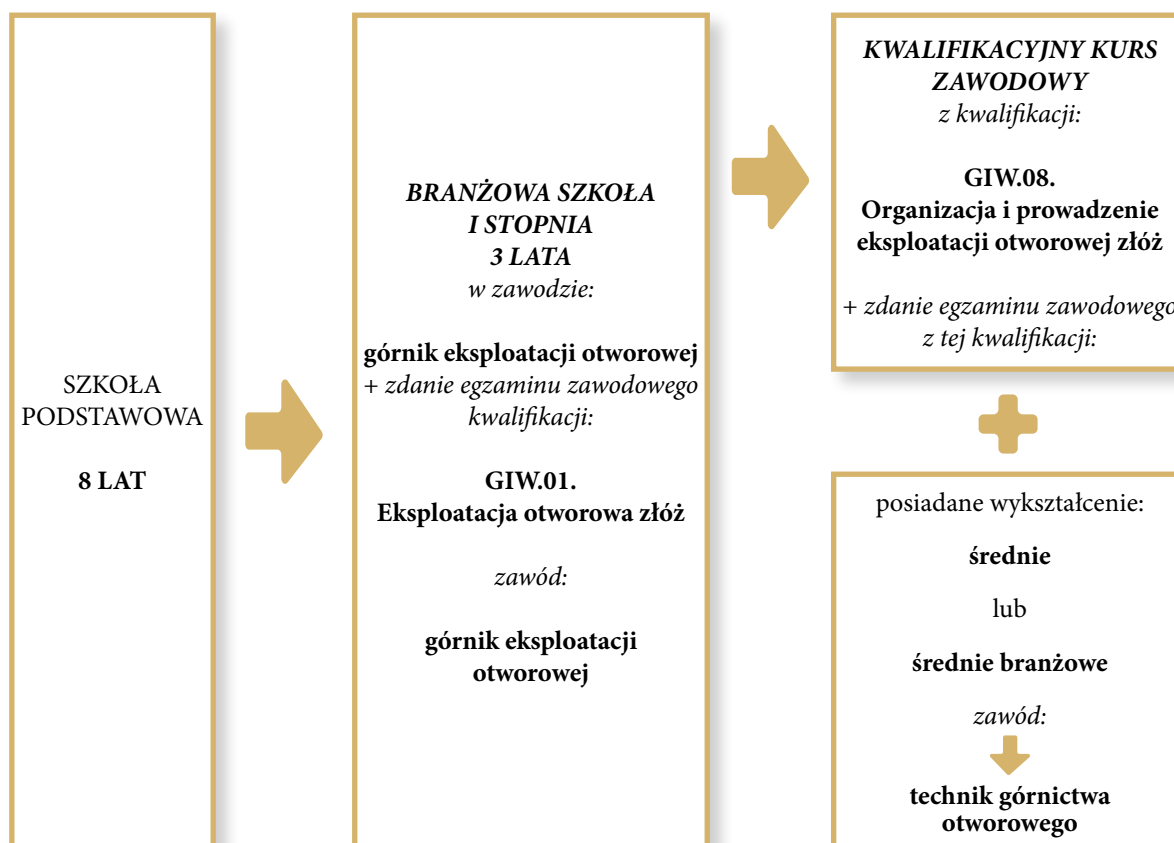 SZKOŁA
PODSTAWOWA
8 LAT
BRANŻOWA SZKOŁA
I STOPNIA
3 LATA
w zawodzie:
górnik eksploatacji otworowej
+ zdanie egzaminu zawodowego
kwalifikacji:
GIW.01.
Eksploatacja otworowa złóż
zawód:
górnik eksploatacji
otworowej
KWALIFIKACYJNY KURS
ZAWODOWY
z kwalifikacji:
GIW.08.
Organizacja i prowadzenie
eksploatacji otworowej złóż
+ zdanie egzaminu zawodowego
z tej kwalifikacji:
posiadane wykształcenie:
średnie
lub
średnie branżowe
zawód:
technik górnictwa
otworowego